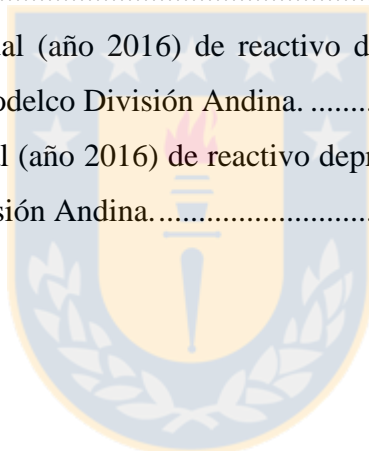 al (año 2016) de reactivo d
odelco División Andina. ........
l (año 2016) de reactivo depr
sión Andina.........................